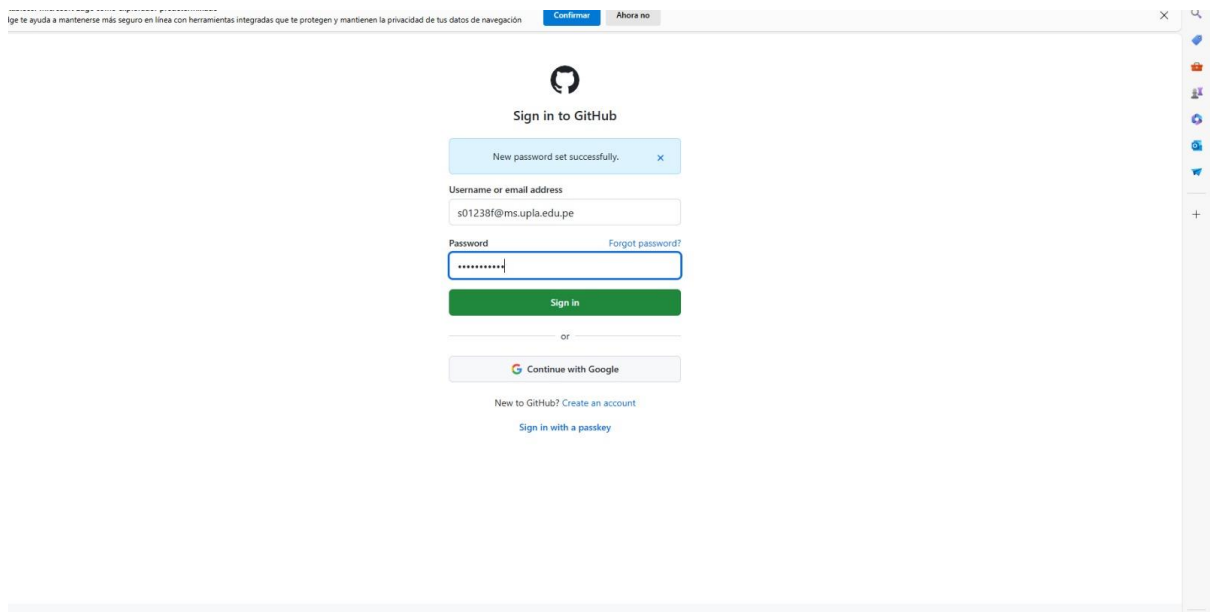 dge te ayuda a mantenerse más seguro en línea con herramientas integradas que te protegen y mantienen la privacidad de tus datos de navegación
Confirmar
Ahora no
Sign in to GitHub
New password set successfully.
Username or email address
s01238f@ms.upla.edu.pe
Password Forgot password?
Sign in
or
Continue with Google
New to GitHub? Create an account
Sign in with a passkey